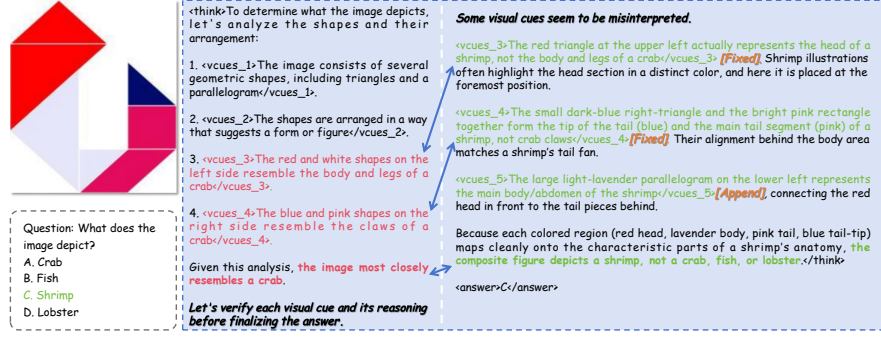 Question: What does the
image depict?
A. Crab
B. Fish
C. Shrimp
D. Lobster
<think>To determine what the image depicts,
let's analyze the shapes and their
arrangement:
1. <vcues_1>The image consists of several
geometric shapes, including triangles and a
parallelogram</vcues_1>.
2. <vcues_2>The shapes are arranged in a way
that suggests a form or figure</vcues_2>.
3. <vcues_3>The red and white shapes on the
left side resemble the body and legs of a
crab</vcues_3>.
4. <vcues_4>The blue and pink shapes on the
right side resemble the claws of a
crab</vcues_4>.
Given this analysis, the image most closely
resembles a crab.
Let's verify each visual cue and its reasoning
before finalizing the answer.
Some visual cues seem to be misinterpreted.
<vcues_3>The red triangle at the upper left actually represents the head of a
shrimp, not the body and legs of a crab</vcues_3> [Fixed]. Shrimp illustrations
often highlight the head section in a distinct color, and here it is placed at the
foremost position.
<vcues_4>The small dark-blue right-triangle and the bright pink rectangle
together form the tip of the tail (blue) and the main tail segment (pink) of a
shrimp, not crab claws</vcues_4>[Fixed]. Their alignment behind the body area
matches a shrimp's tail fan.
<vcues_5>The large light-lavender parallelogram on the lower left represents
the main body/abdomen of the shrimp</vcues_5>[Append], connecting the red
head in front to the tail pieces behind.
Because each colored region (red head, lavender body, pink tail, blue tail-tip)
maps cleanly onto the characteristic parts of a shrimp's anatomy, the
composite figure depicts a shrimp, not a crab, fish, or lobster.</think>
<answer>C</answer>